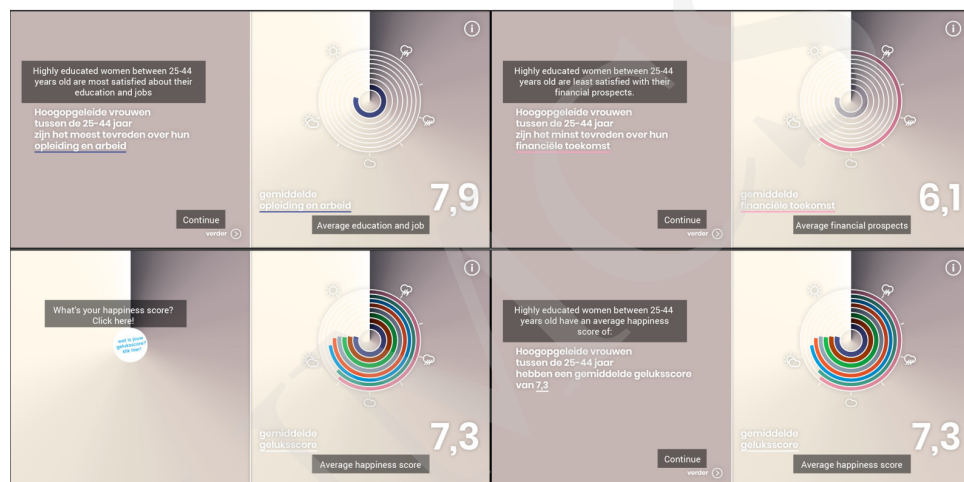 Highly educated women between 25-44
years old are most satisfied about their
education and jobs
Hoogopgeleide vrouwen
tussen de 25-44 jaar
zijn het meest tevreden over hun
opleiding en arbeid
Continue
verder
i
gemiddelde
opleiding en arbeid
7,9
Average education and job
Highly educated women between 25-44
years old are least satisfied with their
financial prospects.
Hoogopgeleide vrouwen
tussen de 25-44 jaar
zijn het minst tevreden over hun
financiële toekomst
Continue
verder
i
gemiddelde
financiële toekomst
6,1
Average financial prospects
What's your happiness score?
Click here!
wat is jouw
geluksscore?
klik hier!
i
gemiddelde
geluksscore
7,3
Average happiness score
Highly educated women between 25-44
years old have an average happiness
score of:
Hoogopgeleide vrouwen
tussen de 25-44 jaar
hebben een gemiddelde geluksscore
van 7,3
Continue
verder
i
gemiddelde
geluksscore
7,3
Average happiness score